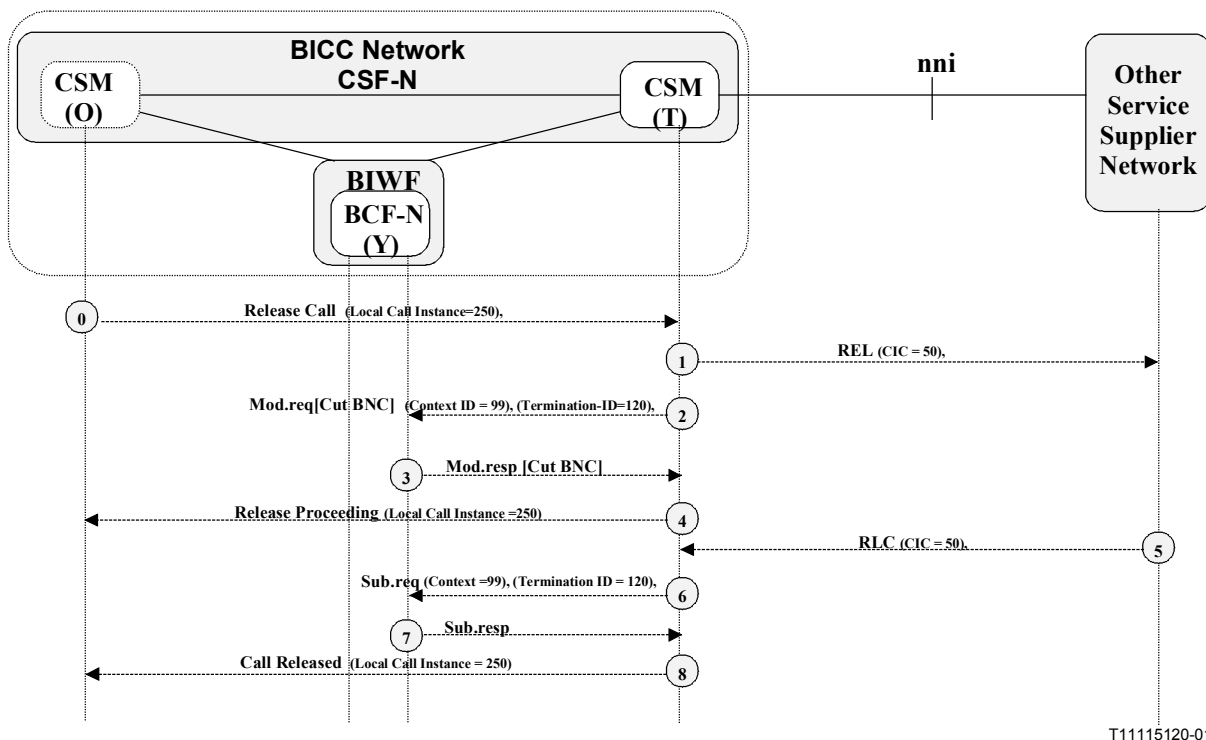 BICC Network
CSF-N
CSM
(O)
CSM
(T)
nni
Other
Service
Supplier
Network
BIWF
BCF-N
(Y)
0
Release Call (Local Call Instance=250),
1
REL (CIC = 50),
Mod.req[Cut BNC] (Context ID = 99), (Termination-ID=120),
2
3
Mod.resp [Cut BNC]
Release Proceeding (Local Call Instance =250)
4
RLC (CIC = 50),
5
Sub.req (Context =99), (Termination ID = 120),
6
7
Sub.resp
Call Released (Local Call Instance = 250)
8
T11115120-01